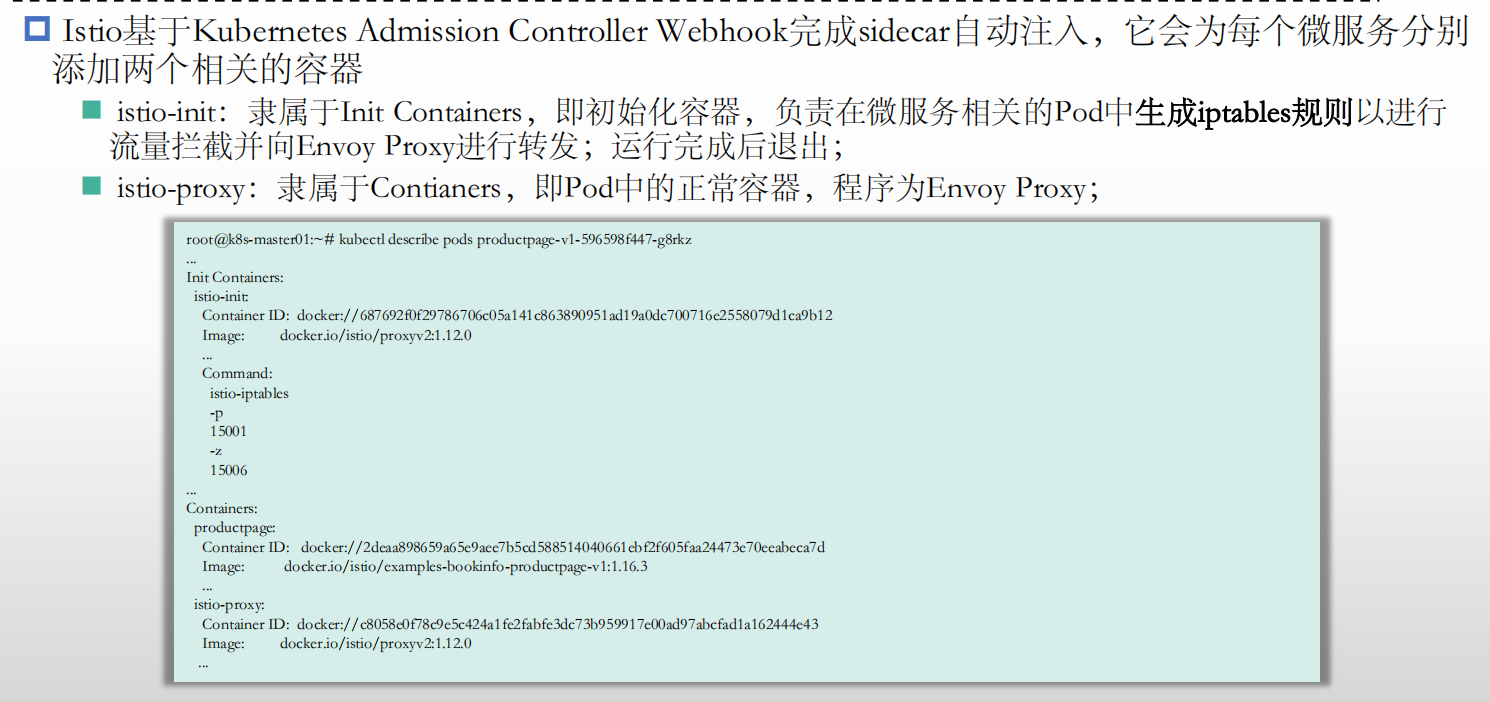 Istio基于Kubernetes Admission Controller Webhook完成sidecar自动注入，它会为每个微服务分别
添加两个相关的容器
istio-init：隶属于Init Containers，即初始化容器，负责在微服务相关的Pod中生成iptables规则以进行
流量拦截并向Envoy Proxy进行转发；运行完成后退出；
istio-proxy：隶属于Contianers，即Pod中的正常容器，程序为Envoy Proxy；
root@k8s-master01:~# kubectl describe pods productpage-v1-596598f447-g8rkz
...
Init Containers:
istio-init:
Container ID: docker://687692f0f29786706c05a141c863890951ad19a0dc700716e2558079d1ca9b12
Image: docker.io/istio/proxyv2:1.12.0
...
Command:
istio-iptables
-p
15001
-z
15006
...
Containers:
productpage:
Container ID: docker://2deaa898659a65e9aee7b5cd588514040661ebf2f605faa24473e70eeabeca7d
Image: docker.io/istio/examples-bookinfo-productpage-v1:1.16.3
...
istio-proxy:
Container ID: docker://c8058e0f78c9e5c424a1fe2fabfe3dc73b959917e00ad97abcfad1a162444e43
Image: docker.io/istio/proxyv2:1.12.0
...